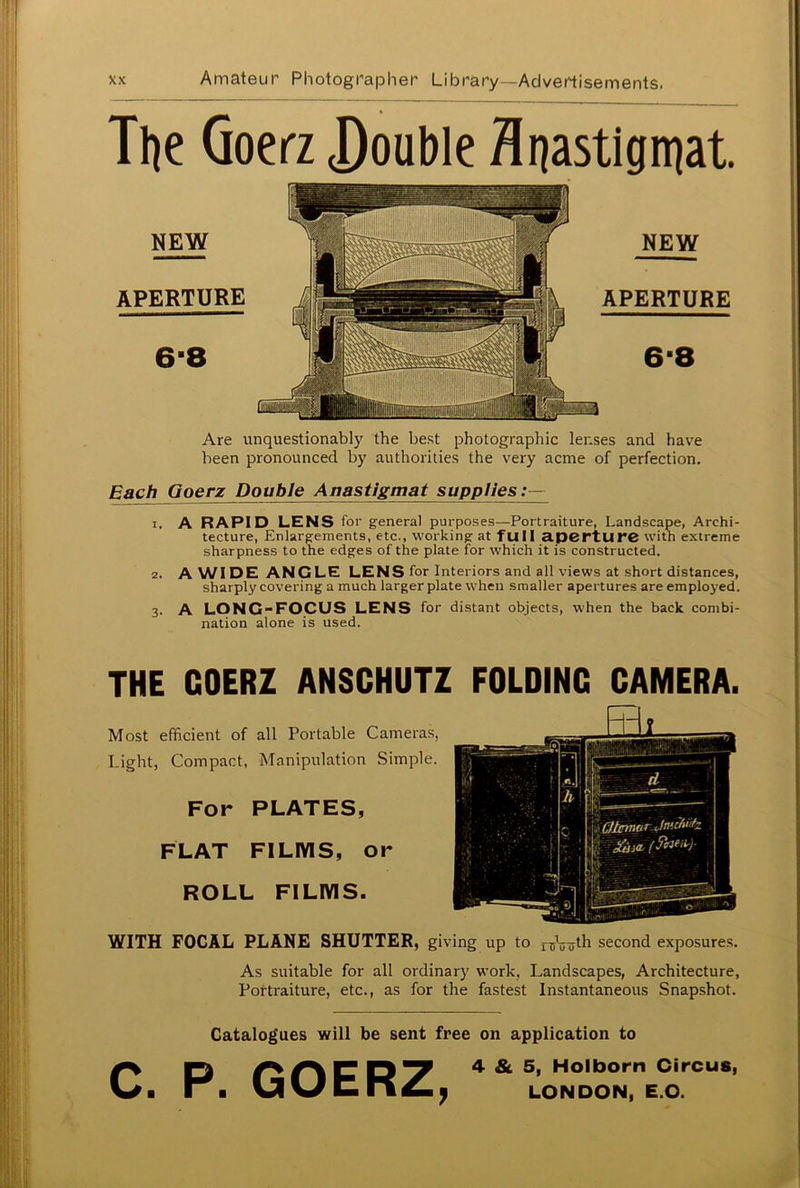 xx Amateur Photographer Library—Advertisements.
The Goerz Double Anastigmat.
NEW
APERTURE
6·8
NEW
APERTURE
6·8
Are unquestionably the best photographic lenses and have
been pronounced by authorities the very acme of perfection.
Each Goerz Double Anastigmat supplies:—
1. A RAPID LENS for general purposes—Portraiture, Landscape, Archi-
tecture, Enlargements, etc., working at full aperture with extreme
sharpness to the edges of the plate for which it is constructed.
2. A WIDE ANGLE LENS for Interiors and all views at short distances,
sharply covering a much larger plate when smaller apertures are employed.
3. A LONG-FOCUS LENS for distant objects, when the back combi-
nation alone is used.
THE GOERZ ANSCHUTZ FOLDING CAMERA.
Most efficient of all Portable Cameras,
Light, Compact, Manipulation Simple.
For PLATES,
FLAT FILMS, or
ROLL FILMS.
d
h
Ottomar Anschütz
Lissa (Posen).
WITH FOCAL PLANE SHUTTER, giving up to 1/1000th second exposures.
As suitable for all ordinary work, Landscapes, Architecture,
Portraiture, etc., as for the fastest Instantaneous Snapshot.
Catalogues will be sent free on application to
C. P. GOERZ, 4 & 5, Holborn Circus,
LONDON, E.C.